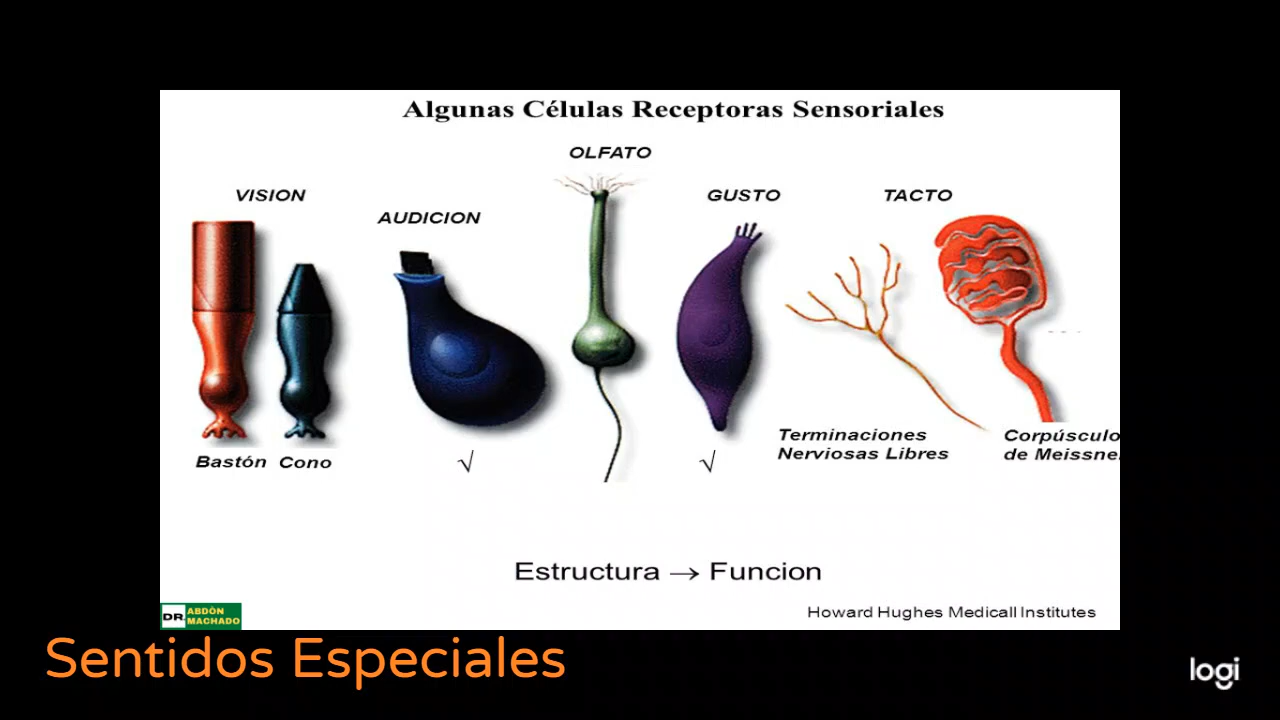 Algunas Células Receptoras Sensoriales
OLFATO
VISION
GUSTO
TACTO
AUDICION
Terminaciones
Nerviosas Libres
Corpúsculo
de Meissne
Bastón Cono
√
√
Estructura → Funcion
Howard Hughes Medicall Institutes
DR ABDÒN
MACHADO
Sentidos Especiales
logi